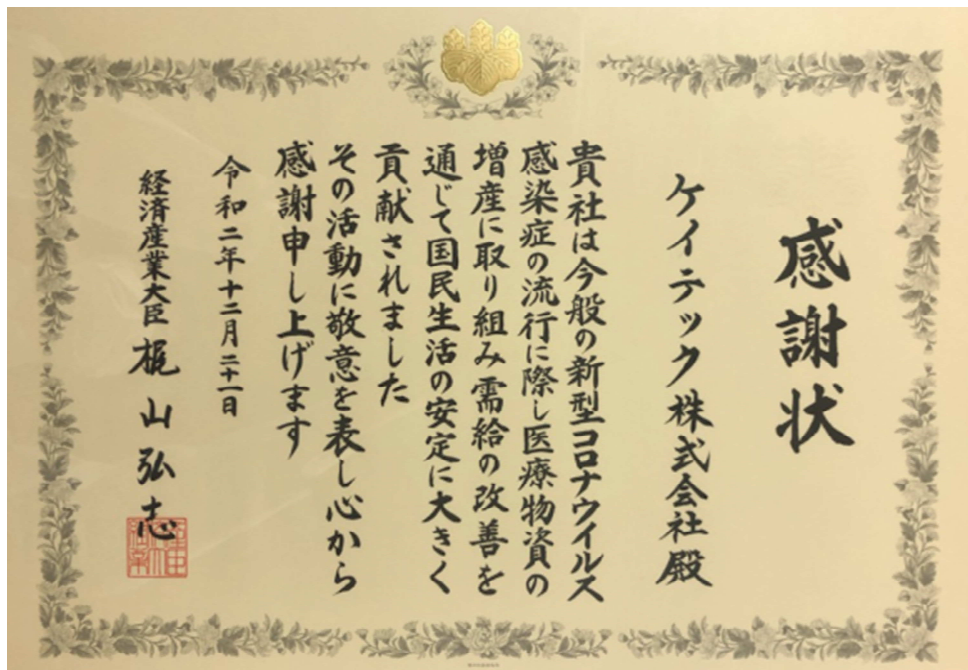 感謝状
ケイテック株式会社殿
貴社は今般の新型コロナウイルス
感染症の流行に際し医療物資の
増産に取り組み需給の改善を
通じて国民生活の安定に大きく
貢献されました
その活動に敬意を表し心から
感謝申し上げます
令和二年十二月二十一日
経済産業大臣 梶山弘志